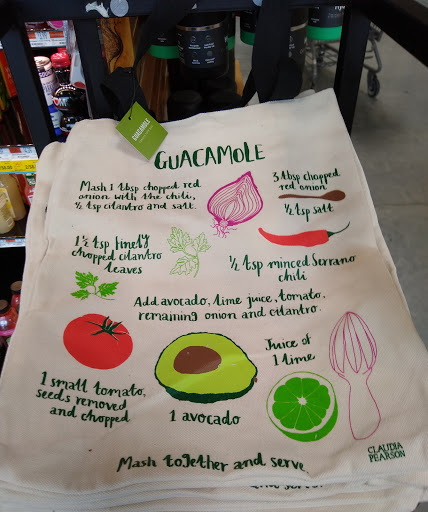 GUACAMOLE
GUACAMOLE
Mash 1 tbsp chopped red
onion with the chili,
½ tsp cilantro and salt.
3 tbsp chopped
red onion
½ tsp salt
1½ tsp finely
chopped cilantro
leaves
½ tsp minced Serrano
chili
Add avocado, lime juice, tomato,
remaining onion and cilantro.
Juice of
1 lime
1 small tomato,
seeds removed
and chopped
1 avocado
CLAUDIA
PEARSON
Mash together and serve.